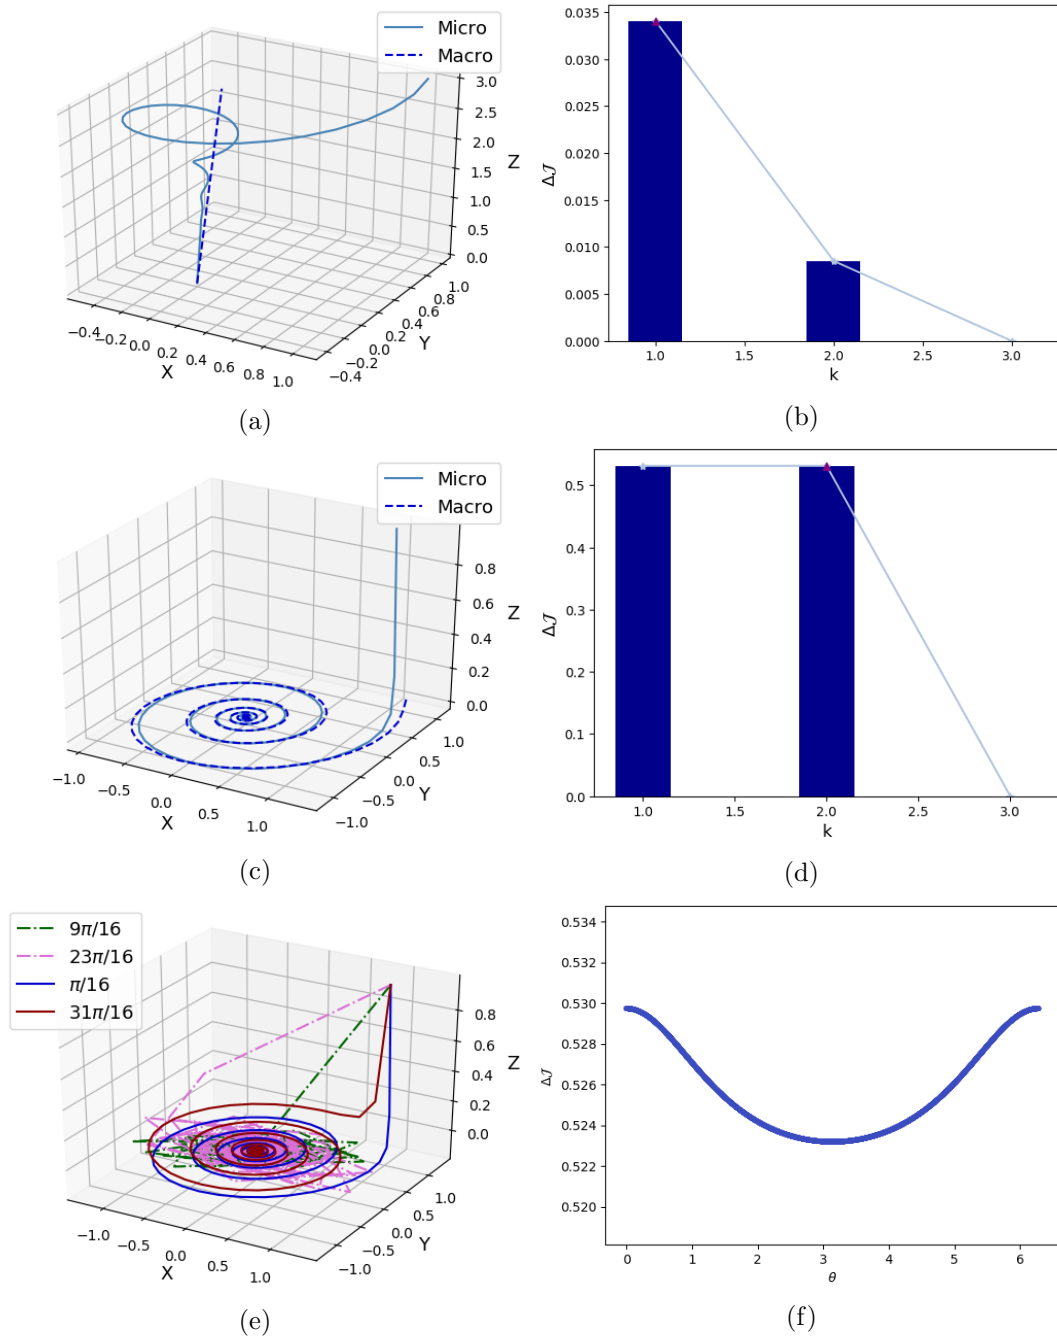 Micro
Macro
3.0
2.5
2.0
1.5
1.0
0.5
0.0
Z
−0.4
−0.2
0.0
0.2
0.4
0.6
0.8
1.0
X
−0.4
−0.2
0.0
0.2
0.4
0.6
0.8
1.0
Y
(a)
0.035
0.030
0.025
0.020
0.015
0.010
0.005
0.000
Δ𝒥
1.0 1.5 2.0 2.5 3.0
k
(b)
Micro
Macro
0.8
0.6
0.4
0.2
0.0
Z
−1.0
−0.5
0.0
0.5
1.0
X
−1.0
−0.5
0.0
0.5
1.0
Y
(c)
0.5
0.4
0.3
0.2
0.1
0.0
Δ𝒥
1.0 1.5 2.0 2.5 3.0
k
(d)
9π/16
23π/16
π/16
31π/16
0.8
0.6
0.4
0.2
0.0
Z
−1.0
−0.5
0.0
0.5
1.0
X
−1.0
−0.5
0.0
0.5
1.0
Y
(e)
0.534
0.532
0.530
0.528
0.526
0.524
0.522
0.520
Δ𝒥
0 1 2 3 4 5 6
θ
(f)